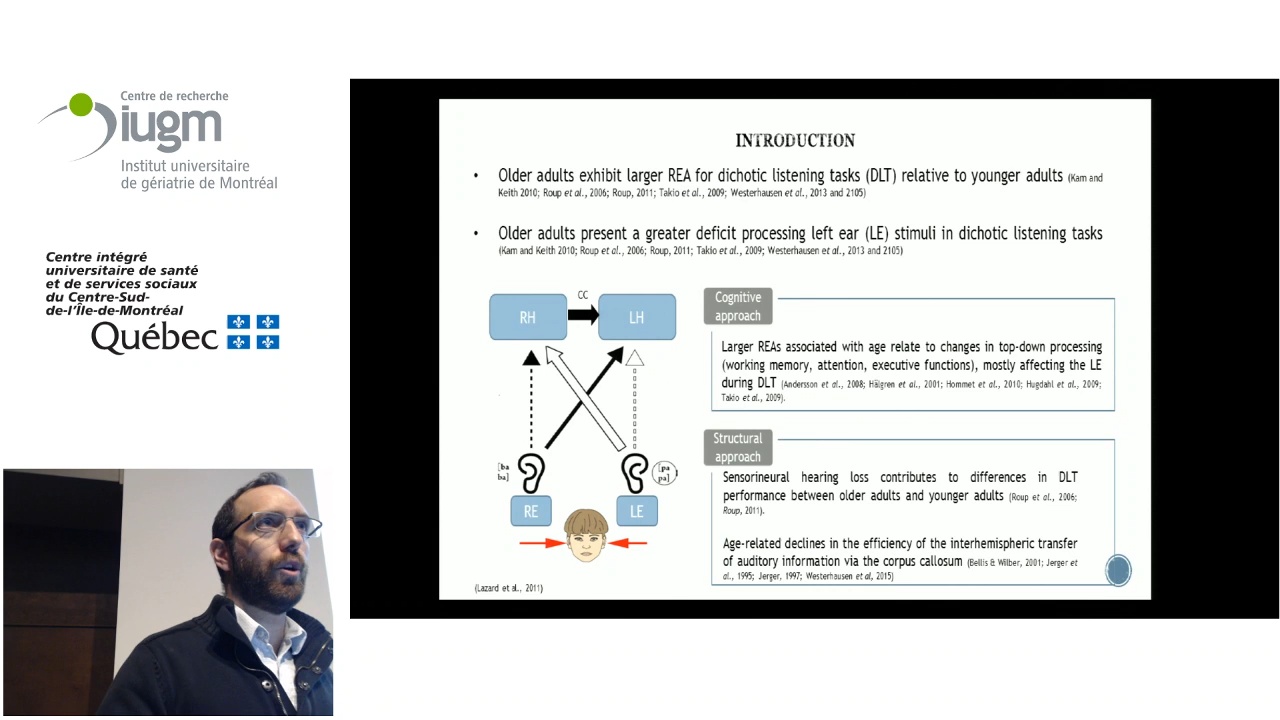 Centre de recherche
iugm
Institut universitaire
de gériatrie de Montréal
Centre intégré
universitaire de santé
et de services sociaux
du Centre-Sud-
de-l'Île-de-Montréal
Québec
INTRODUCTION
• Older adults exhibit larger REA for dichotic listening tasks (DLT) relative to younger adults (Kam and
Keith 2010; Roup et al., 2006; Roup, 2011; Takio et al., 2009; Westerhausen et al., 2013 and 2105)
• Older adults present a greater deficit processing left ear (LE) stimuli in dichotic listening tasks
(Kam and Keith 2010; Roup et al., 2006; Roup, 2011; Takio et al., 2009; Westerhausen et al., 2013 and 2105)
CC
RH
LH
[ba
ba]
[pa
pa]
RE
LE
(Lazard et al., 2011)
Cognitive
approach
Larger REAs associated with age relate to changes in top-down processing
(working memory, attention, executive functions), mostly affecting the LE
during DLT (Andersson et al., 2008; Hälgren et al., 2001; Hommet et al., 2010; Hugdahl et al., 2009;
Takio et al., 2009).
Structural
approach
Sensorineural hearing loss contributes to differences in DLT
performance between older adults and younger adults (Roup et al., 2006;
Roup, 2011).
Age-related declines in the efficiency of the interhemispheric transfer
of auditory information via the corpus callosum (Bellis & Wilber, 2001; Jerger et
al., 1995; Jerger, 1997; Westerhausen et al, 2015)